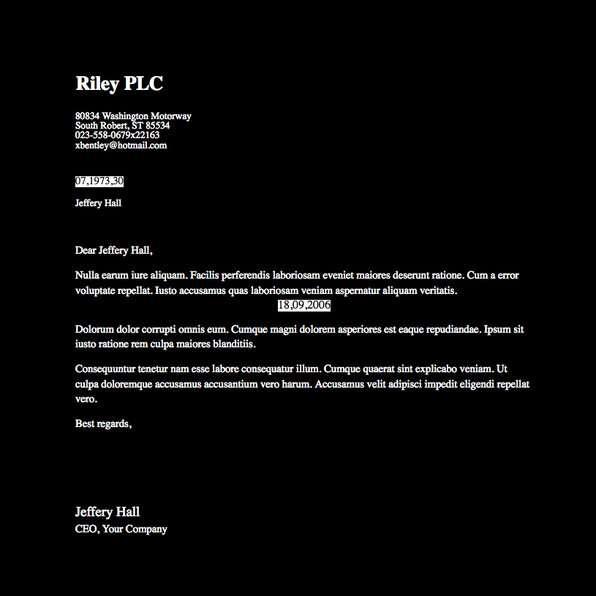 Riley PLC
80834 Washington Motorway
South Robert, ST 85534
023-558-0679x22163
xbentley@hotmail.com
07,1973,30
Jeffery Hall
Dear Jeffery Hall,
Nulla earum iure aliquam. Facilis perferendis laboriosam eveniet maiores deserunt ratione. Cum a error
voluptate repellat. Iusto accusamus quas laboriosam veniam aspernatur aliquam veritatis.
18,09,2006
Dolorum dolor corrupti omnis eum. Cumque magni dolorem asperiores est eaque repudiandae. Ipsum sit
iusto ratione rem culpa maiores blanditiis.
Consequuntur tenetur nam esse labore consequatur illum. Cumque quaerat sint explicabo veniam. Ut
culpa doloremque accusamus accusantium vero harum. Accusamus velit adipisci impedit eligendi repellat
vero.
Best regards,
Jeffery Hall
CEO, Your Company